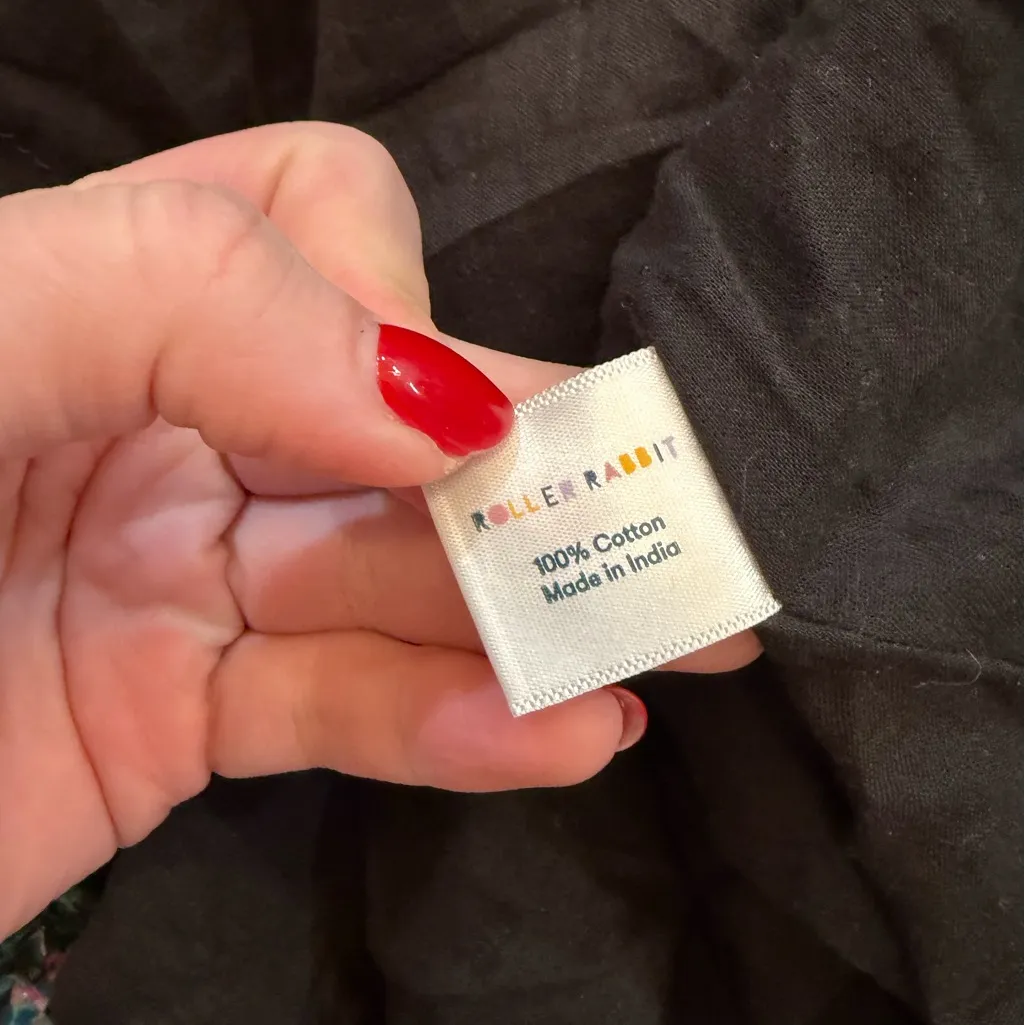 ROLLER RABBIT
100% Cotton
Made in India